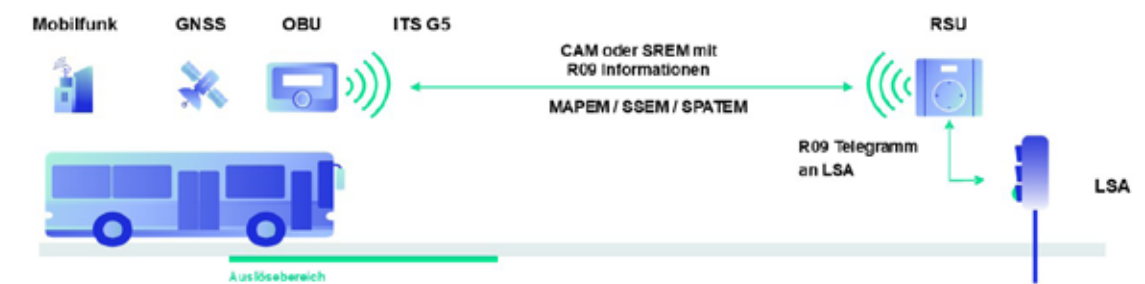 Mobilfunk GNSS OBU ITS G5 RSU
CAM oder SREM mit
R09 Informationen
MAPEM / SSEM / SPATEM
R09 Telegramm
an LSA
LSA
Auslösebereich